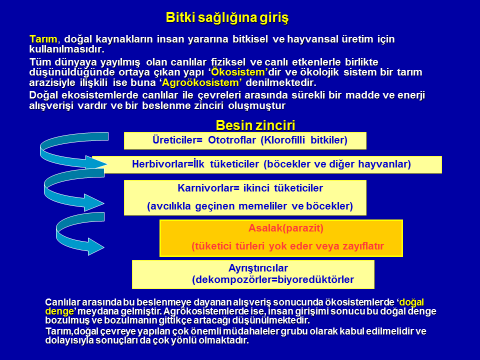 Bitki sağlığına giriş
Tarım, doğal kaynakların insan yararına bitkisel ve hayvansal üretim için
kullanılmasıdır.
Tüm dünyaya yayılmış olan canlılar fiziksel ve canlı etkenlerle birlikte
düşünüldüğünde ortaya çıkan yapı ‘Ökosistem’dir ve ökolojik sistem bir tarım
arazisiyle ilişkili ise buna ‘Agroökosistem’ denilmektedir.
Doğal ekosistemlerde canlılar ile çevreleri arasında sürekli bir madde ve enerji
alışverişi vardır ve bir beslenme zinciri oluşmuştur
Besin zinciri
Üreticiler= Ototroflar (Klorofilli bitkiler)
Herbivorlar=İlk tüketiciler (böcekler ve diğer hayvanlar)
Karnivorlar= ikinci tüketiciler
(avcılıkla geçinen memeliler ve böcekler)
Asalak(parazit)
(tüketici türleri yok eder veya zayıflatır
Ayrıştırıcılar
(dekompozörler=biyoredüktörler
Canlılar arasında bu beslenmeye dayanan alışveriş sonucunda ökosistemlerde ‘doğal
denge’ meydana gelmiştir. Agrökosistemlerde ise, insan girişimi sonucu bu doğal denge
bozulmuş ve bozulmanın gittikçe artacağı düşünülmektedir.
Tarım,doğal çevreye yapılan çok önemli müdahaleler grubu olarak kabul edilmelidir ve
dolayısıyla sonuçları da çok yönlü olmaktadır.